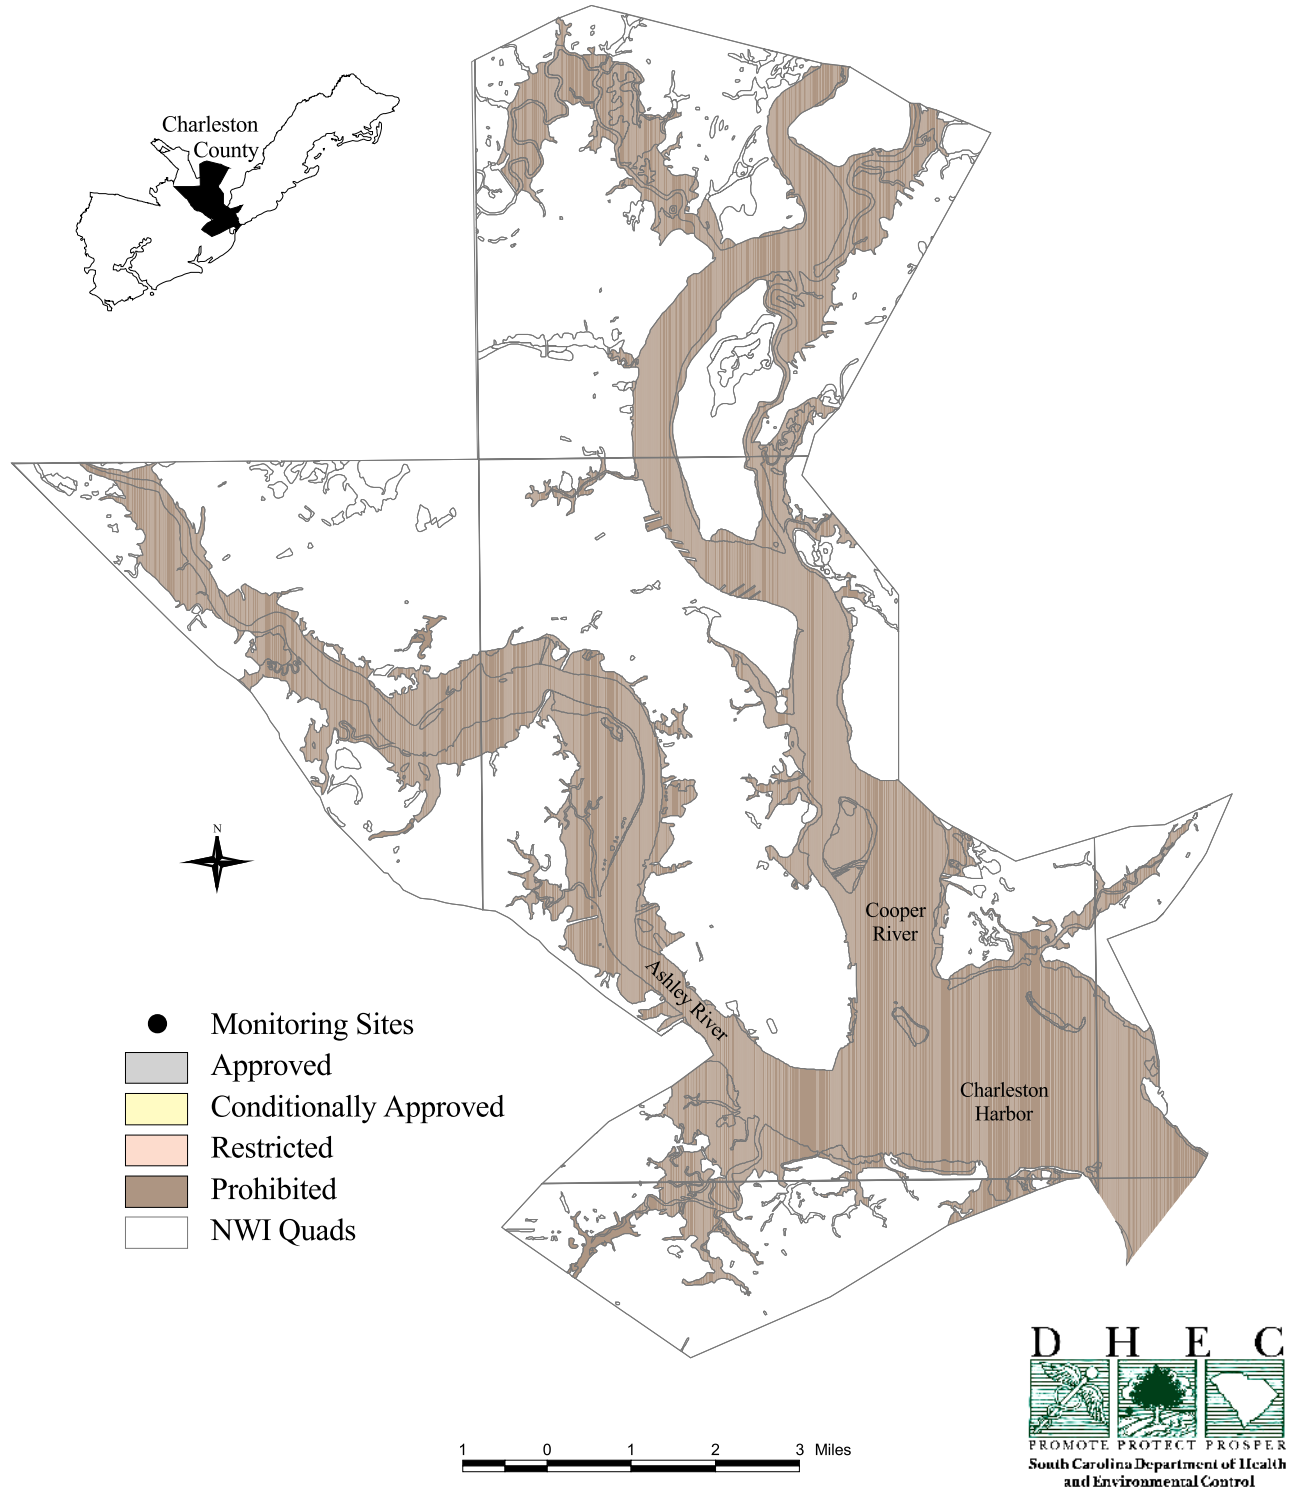 Charleston
County
N
Cooper
River
Ashley River
Charleston
Harbor
Monitoring Sites
Approved
Conditionally Approved
Restricted
Prohibited
NWI Quads
1 0 1 2 3 Miles
D H E C
PROMOTE PROTECT PROSPER
South Carolina Department of Health
and Environmental Control